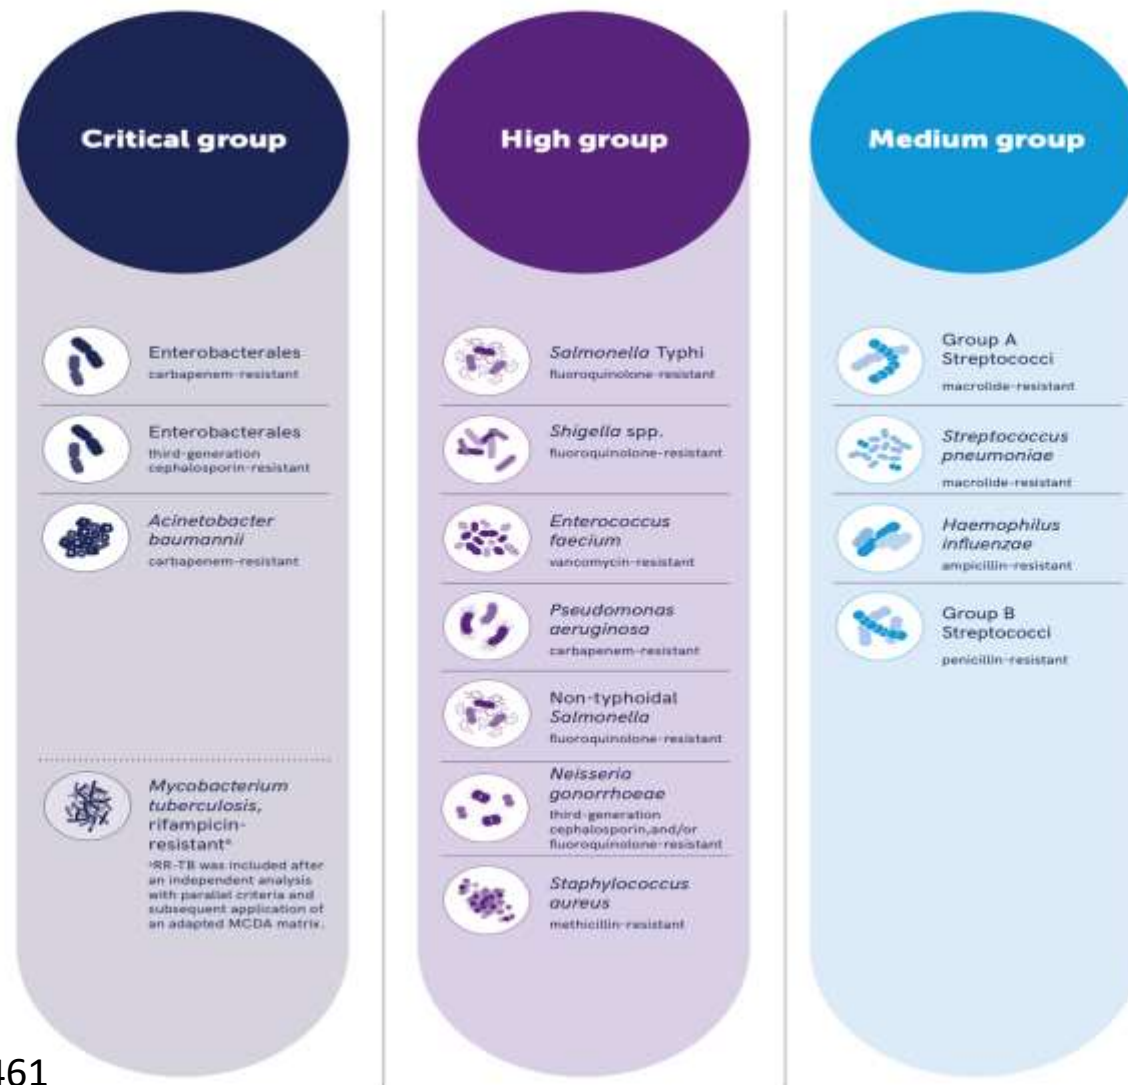 Critical group
Enterobacterales
carbapenem-resistant
Enterobacterales
third-generation
cephalosporin-resistant
Acinetobacter
baumannii
carbapenem-resistant
Mycobacterium
tuberculosis,
rifampicin-
resistantᵃ
ᵃRR-TB was included after
an independent analysis
with parallel criteria and
subsequent application of
an adapted MCDA matrix.
High group
Salmonella Typhi
fluoroquinolone-resistant
Shigella spp.
fluoroquinolone-resistant
Enterococcus
faecium
vancomycin-resistant
Pseudomonas
aeruginosa
carbapenem-resistant
Non-typhoidal
Salmonella
fluoroquinolone-resistant
Neisseria
gonorrhoeae
third-generation
cephalosporin,and/or
fluoroquinolone-resistant
Staphylococcus
aureus
methicillin-resistant
Medium group
Group A
Streptococci
macrolide-resistant
Streptococcus
pneumoniae
macrolide-resistant
Haemophilus
influenzae
ampicillin-resistant
Group B
Streptococci
penicillin-resistant
461